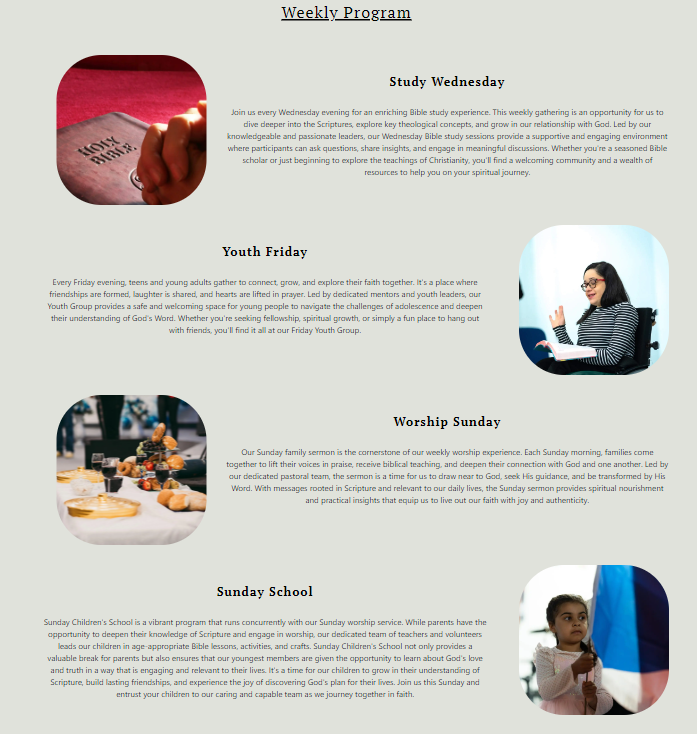 Weekly Program
HOLY
BIBLE
Study Wednesday
Join us every Wednesday evening for an enriching Bible study experience. This weekly gathering is an opportunity for us to
dive deeper into the Scriptures, explore key theological concepts, and grow in our relationship with God. Led by our
knowledgeable and passionate leaders, our Wednesday Bible study sessions provide a supportive and engaging environment
where participants can ask questions, share insights, and engage in meaningful discussions. Whether you're a seasoned Bible
scholar or just beginning to explore the teachings of Christianity, you'll find a welcoming community and a wealth of
resources to help you on your spiritual journey.
Youth Friday
Every Friday evening, teens and young adults gather to connect, grow, and explore their faith together. It's a place where
friendships are formed, laughter is shared, and hearts are lifted in prayer. Led by dedicated mentors and youth leaders, our
Youth Group provides a safe and welcoming space for young people to navigate the challenges of adolescence and deepen
their understanding of God's Word. Whether you're seeking fellowship, spiritual growth, or simply a fun place to hang out
with friends, you'll find it all at our Friday Youth Group.
Worship Sunday
Our Sunday family sermon is the cornerstone of our weekly worship experience. Each Sunday morning, families come
together to lift their voices in praise, receive biblical teaching, and deepen their connection with God and one another. Led by
our dedicated pastoral team, the sermon is a time for us to draw near to God, seek His guidance, and be transformed by His
Word. With messages rooted in Scripture and relevant to our daily lives, the Sunday sermon provides spiritual nourishment
and practical insights that equip us to live out our faith with joy and authenticity.
Sunday School
Sunday Children's School is a vibrant program that runs concurrently with our Sunday worship service. While parents have the
opportunity to deepen their knowledge of Scripture and engage in worship, our dedicated team of teachers and volunteers
leads our children in age-appropriate Bible lessons, activities, and crafts. Sunday Children's School not only provides a
valuable break for parents but also ensures that our youngest members are given the opportunity to learn about God's love
and truth in a way that is engaging and relevant to their lives. It's a time for our children to grow in their understanding of
Scripture, build lasting friendships, and experience the joy of discovering God's plan for their lives. Join us this Sunday and
entrust your children to our caring and capable team as we journey together in faith.